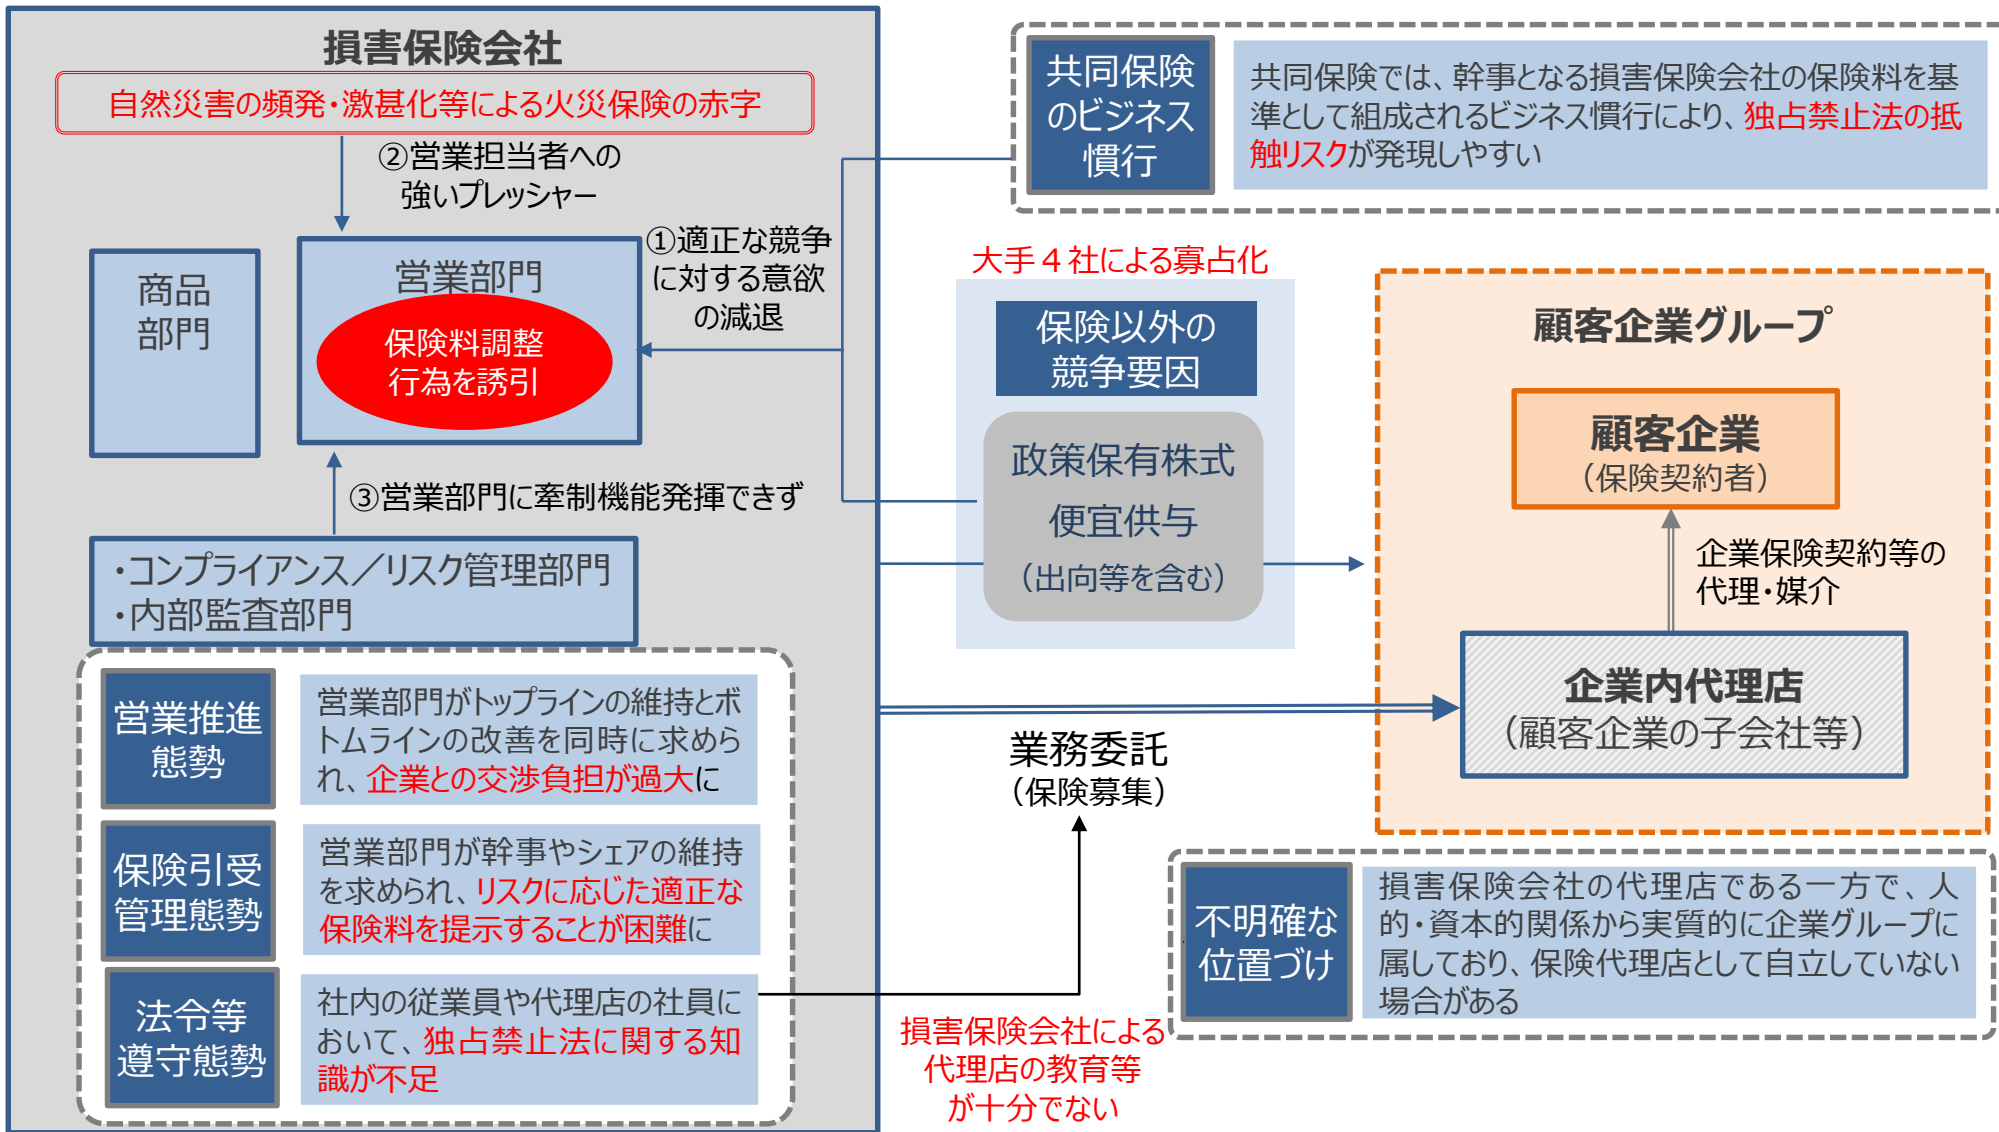 損害保険会社
自然災害の頻発・激甚化等による火災保険の赤字
②営業担当者への
強いプレッシャー
商品
部門
営業部門
保険料調整
行為を誘引
①適正な競争
に対する意欲
の減退
③営業部門に牽制機能発揮できず
・コンプライアンス／リスク管理部門
・内部監査部門
営業推進
態勢
営業部門がトップラインの維持とボ
トムラインの改善を同時に求めら
れ、企業との交渉負担が過大に
保険引受
管理態勢
営業部門が幹事やシェアの維持
を求められ、リスクに応じた適正な
保険料を提示することが困難に
法令等
遵守態勢
社内の従業員や代理店の社員に
おいて、独占禁止法に関する知
識が不足
共同保険
のビジネス
慣行
共同保険では、幹事となる損害保険会社の保険料を基
準として組成されるビジネス慣行により、独占禁止法の抵
触リスクが発現しやすい
大手４社による寡占化
保険以外の
競争要因
政策保有株式
便宜供与
（出向等を含む）
業務委託
（保険募集）
損害保険会社による
代理店の教育等
が十分でない
顧客企業グループ
顧客企業
（保険契約者）
企業保険契約等の
代理・媒介
企業内代理店
（顧客企業の子会社等）
不明確な
位置づけ
損害保険会社の代理店である一方で、人
的・資本的関係から実質的に企業グループに
属しており、保険代理店として自立していない
場合がある